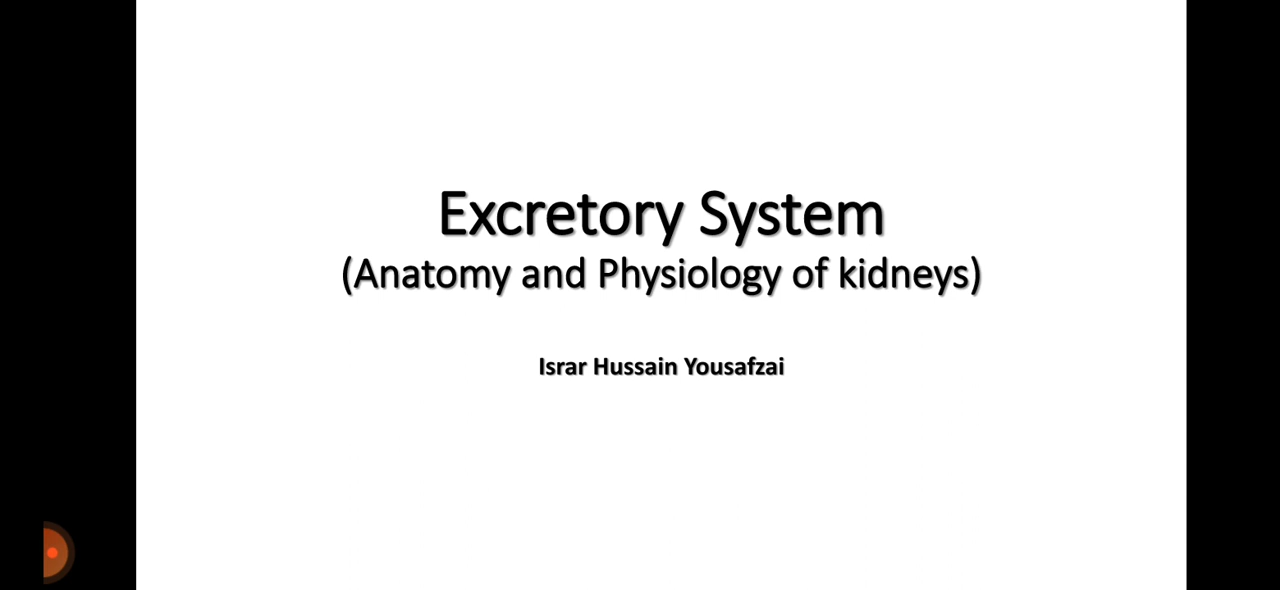 Excretory System
(Anatomy and Physiology of kidneys)
Israr Hussain Yousafzai